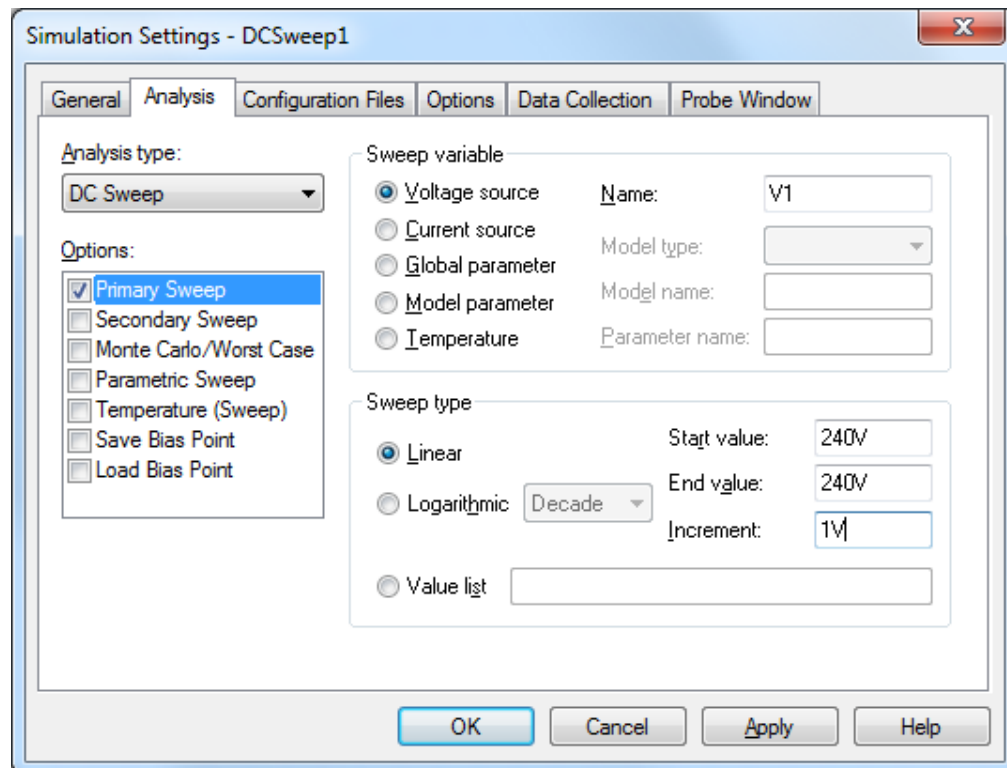 Simulation Settings - DCSweep1
General Analysis Configuration Files Options Data Collection Probe Window
Analysis type:
DC Sweep
Options:
Primary Sweep
Secondary Sweep
Monte Carlo/Worst Case
Parametric Sweep
Temperature (Sweep)
Save Bias Point
Load Bias Point
Sweep variable
Voltage source
Current source
Global parameter
Model parameter
Temperature
Name: V1
Model type:
Model name:
Parameter name:
Sweep type
Linear
Logarithmic Decade
Value list
Start value: 240V
End value: 240V
Increment: 1V
OK Cancel Apply Help